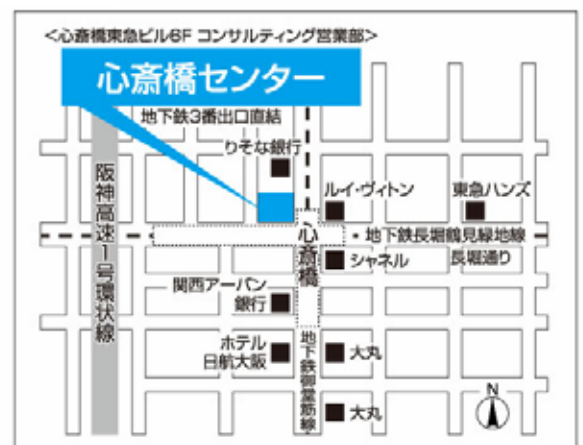 <心斎橋東急ビル6F コンサルティング営業部>
心斎橋センター
地下鉄3番出口直結
りそな銀行
阪神高速1号環状線
ルイ・ヴィトン
東急ハンズ
心斎橋
地下鉄長堀鶴見緑地線
シャネル
長堀通り
関西アーバン
銀行
ホテル
日航大阪
地下鉄御堂筋線
大丸
大丸
N